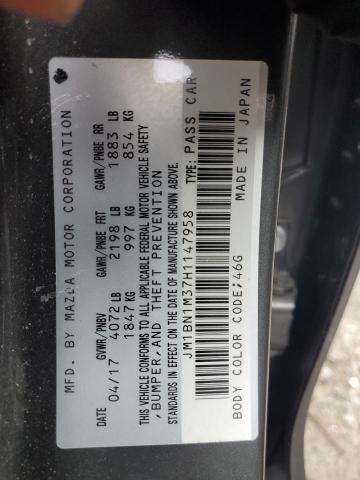 MFD. BY MAZDA MOTOR CORPORATION
GVWR/PNBV GAWR/PNBE FRT GAWR/PNBE RR
DATE 4072 LB 2198 LB 1883 LB
04/17 1847 KG 997 KG 854 KG
THIS VEHICLE CONFORMS TO ALL APPLICABLE FEDERAL MOTOR VEHICLE SAFETY
,BUMPER,AND THEFT PREVENTION
STANDARDS IN EFFECT ON THE DATE OF MANUFACTURE SHOWN ABOVE.
JM1BN1M37H1147958 TYPE: PASS CAR
BODY COLOR CODE;46G MADE IN JAPAN